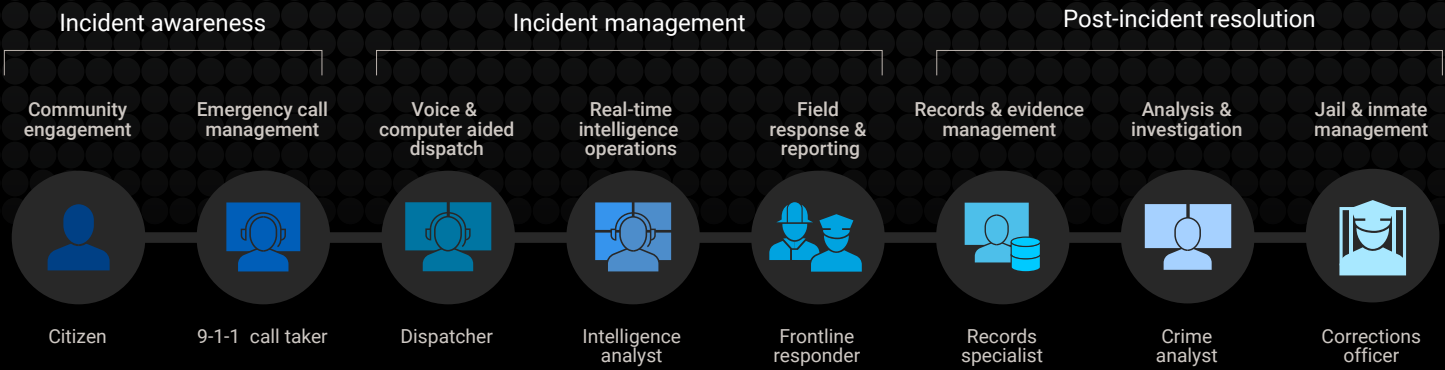 Incident awareness
Incident management
Post-incident resolution
Community
engagement
Emergency call
management
Voice &
computer aided
dispatch
Real-time
intelligence
operations
Field
response &
reporting
Records & evidence
management
Analysis &
investigation
Jail & inmate
management
Citizen
9-1-1 call taker
Dispatcher
Intelligence
analyst
Frontline
responder
Records
specialist
Crime
analyst
Corrections
officer